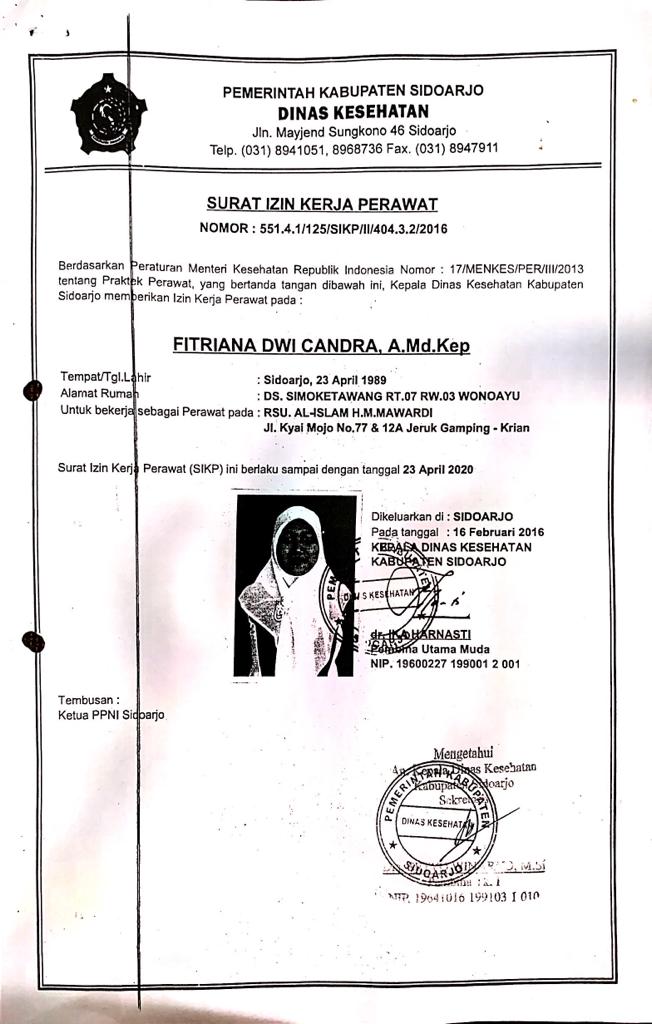 PEMERINTAH KABUPATEN SIDOARJO
DINAS KESEHATAN
Jln. Mayjend Sungkono 46 Sidoarjo
Telp. (031) 8941051, 8968736 Fax. (031) 8947911
SURAT IZIN KERJA PERAWAT
NOMOR : 551.4.1/125/SIKP/II/404.3.2/2016
Berdasarkan Peraturan Menteri Kesehatan Republik Indonesia Nomor : 17/MENKES/PER/III/2013
tentang Praktek Perawat, yang bertanda tangan dibawah ini, Kepala Dinas Kesehatan Kabupaten
Sidoarjo memberikan Izin Kerja Perawat pada :
FITRIANA DWI CANDRA, A.Md.Kep
Tempat/Tgl.Lahir : Sidoarjo, 23 April 1989
Alamat Rumah : DS. SIMOKETAWANG RT.07 RW.03 WONOAYU
Untuk bekerja sebagai Perawat pada : RSU. AL-ISLAM H.M.MAWARDI
Jl. Kyai Mojo No.77 & 12A Jeruk Gamping - Krian
Surat Izin Kerja Perawat (SIKP) ini berlaku sampai dengan tanggal 23 April 2020
Dikeluarkan di : SIDOARJO
Pada tanggal : 16 Februari 2016
KEPALA DINAS KESEHATAN
KABUPATEN SIDOARJO
DINAS KESEHATAN
dr. IKA HARNASTI
Pembina Utama Muda
NIP. 19600227 199001 2 001
Tembusan :
Ketua PPNI Sidoarjo
Mengetahui
An. Kepala Dinas Kesehatan
Kabupaten Sidoarjo
PEMERINTAH KABUPATEN
DINAS KESEHATAN
SIDOARJO
NIP. 19641016 199103 1 010